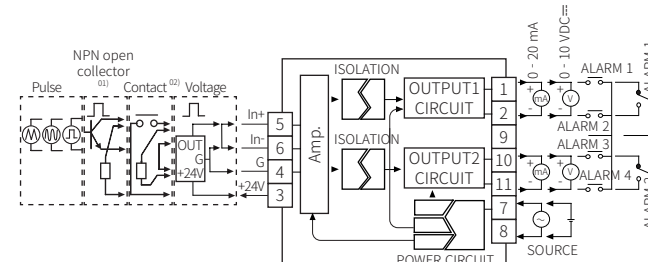 NPN open
collector
01)
Pulse
Contact
02)
Voltage
OUT
G
+24V
In+
In-
G
+24V
5
6
4
3
Amp.
ISOLATION
ISOLATION
OUTPUT1
CIRCUIT
OUTPUT2
CIRCUIT
POWER CIRCUIT
1
2
9
10
11
7
8
0 - 20 mA
0 - 10 VDC
+
-
mA
+
-
V
+
-
mA
+
-
V
ALARM 1
ALARM 2
ALARM 3
ALARM 4
SOURCE
ALARM 1